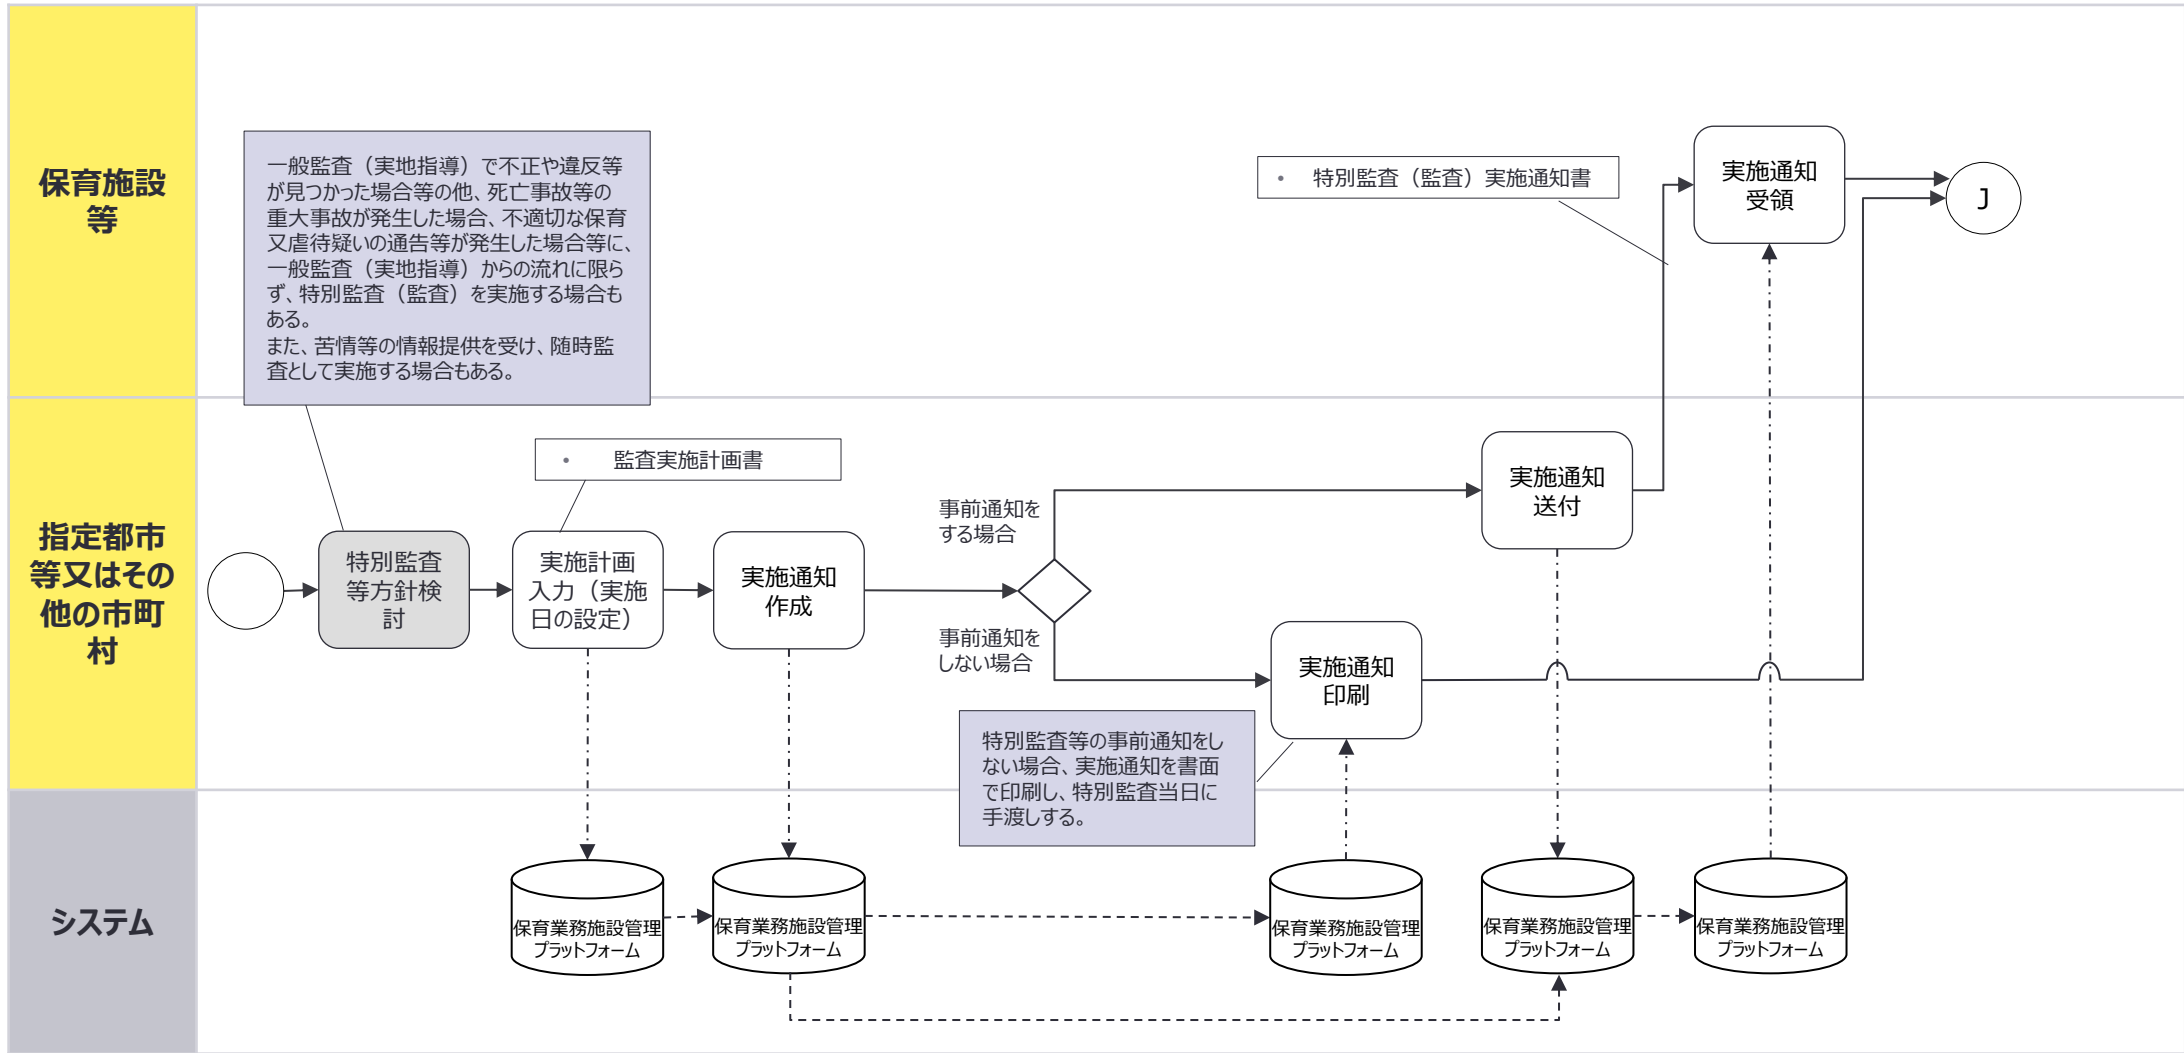 保育施設
等
一般監査（実地指導）で不正や違反等
が見つかった場合等の他、死亡事故等の
重大事故が発生した場合、不適切な保育
又虐待疑いの通告等が発生した場合等に、
一般監査（実地指導）からの流れに限ら
ず、特別監査（監査）を実施する場合も
ある。
また、苦情等の情報提供を受け、随時監
査として実施する場合もある。
• 特別監査（監査）実施通知書
実施通知
受領
J
指定都市
等又はその
他の市町
村
特別監査
等方針検
討
• 監査実施計画書
実施計画
入力（実施
日の設定）
実施通知
作成
事前通知を
する場合
事前通知を
しない場合
実施通知
送付
実施通知
印刷
特別監査等の事前通知をし
ない場合、実施通知を書面
で印刷し、特別監査当日に
手渡しする。
システム
保育業務施設管理
プラットフォーム
保育業務施設管理
プラットフォーム
保育業務施設管理
プラットフォーム
保育業務施設管理
プラットフォーム
保育業務施設管理
プラットフォーム